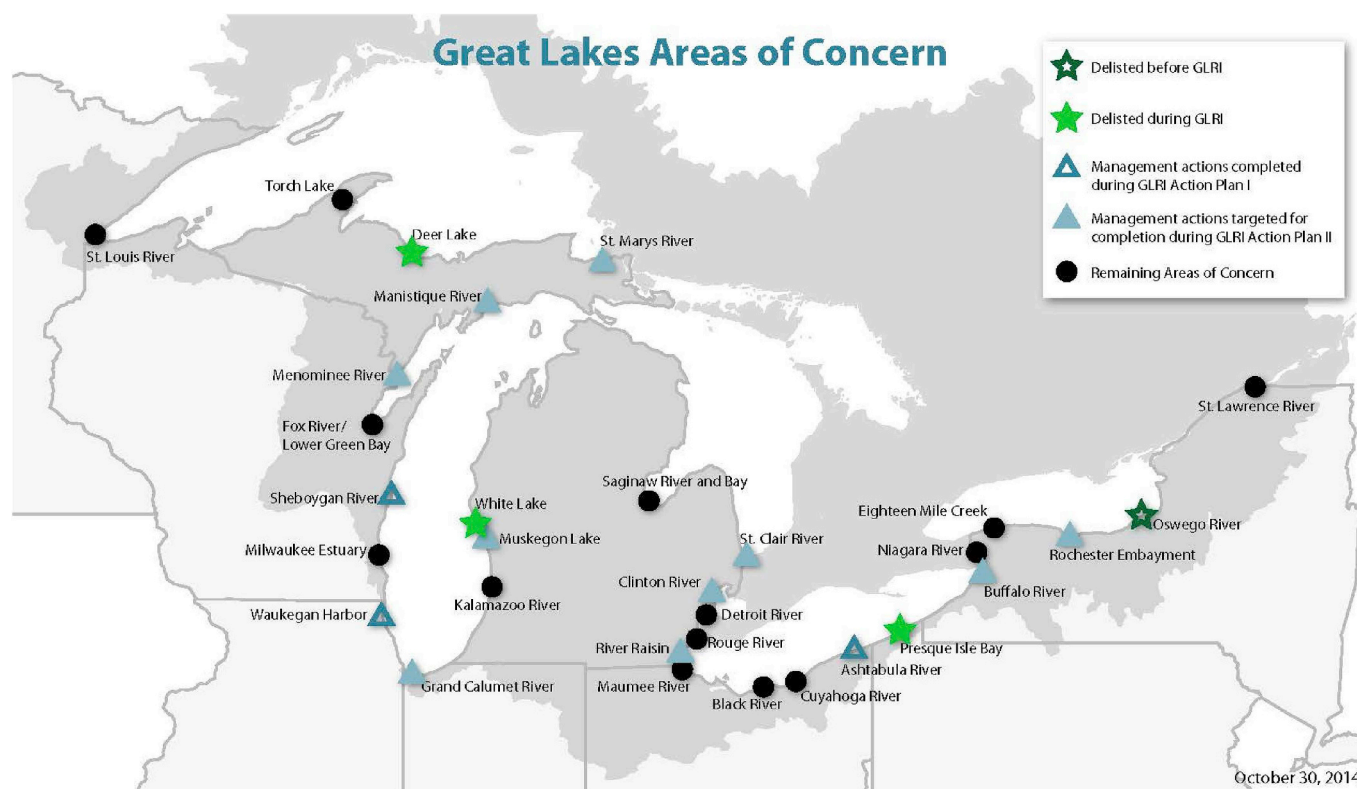 Great Lakes Areas of Concern
Delisted before GLRI
Delisted during GLRI
Management actions completed
during GLRI Action Plan I
Management actions targeted for
completion during GLRI Action Plan II
Remaining Areas of Concern
Torch Lake
St. Louis River
Deer Lake
St. Marys River
Manistique River
Menominee River
Fox River/
Lower Green Bay
Sheboygan River
White Lake
Muskegon Lake
Milwaukee Estuary
Kalamazoo River
Waukegan Harbor
Grand Calumet River
Saginaw River and Bay
St. Clair River
Clinton River
Detroit River
Rouge River
River Raisin
Maumee River
Black River
Cuyahoga River
Ashtabula River
Presque Isle Bay
Buffalo River
Niagara River
Eighteen Mile Creek
Rochester Embayment
Oswego River
St. Lawrence River
October 30, 2014